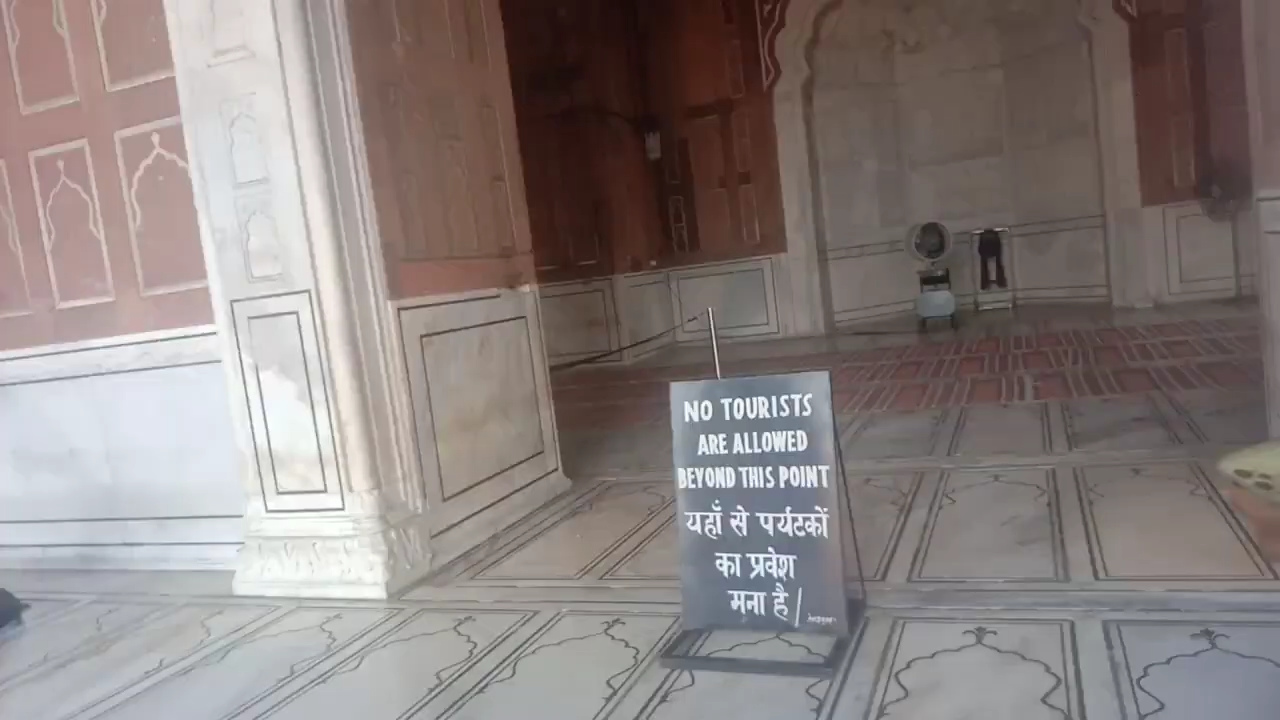 NO TOURISTS
ARE ALLOWED
BEYOND THIS POINT
यहाँ से पर्यटकों
का प्रवेश
मना है/